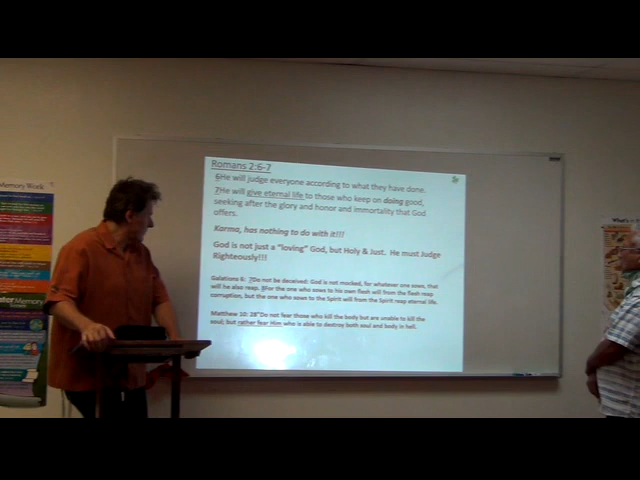 Romans 2:6-7
6He will judge everyone according to what they have done.
7He will give eternal life to those who keep on doing good,
seeking after the glory and honor and immortality that God
offers.
Karma, has nothing to do with it!!!
God is not just a "loving" God, but Holy & Just. He must Judge
Righteously!!!
Galatians 6: 7Do not be deceived: God is not mocked, for whatever one sows, that
will he also reap. 8For the one who sows to his own flesh will from the flesh reap
corruption, but the one who sows to the Spirit will from the Spirit reap eternal life.
Matthew 10: 28"Do not fear those who kill the body but are unable to kill the
soul; but rather fear Him who is able to destroy both soul and body in hell.
Memory Work
Memory